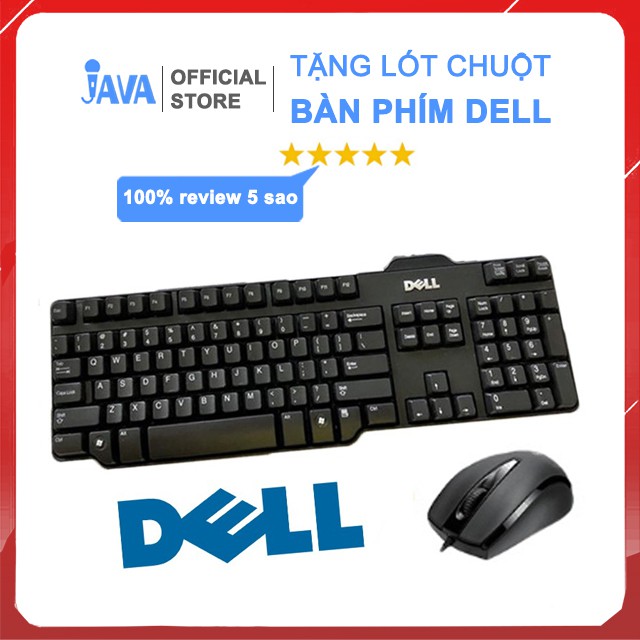 JAVA
OFFICIAL
STORE
TẶNG LÓT CHUỘT
BÀN PHÍM DELL
100% review 5 sao
DELL
Q W E R T Y U I O P
A S D F G H J K L
Z X C V B N M
DELL